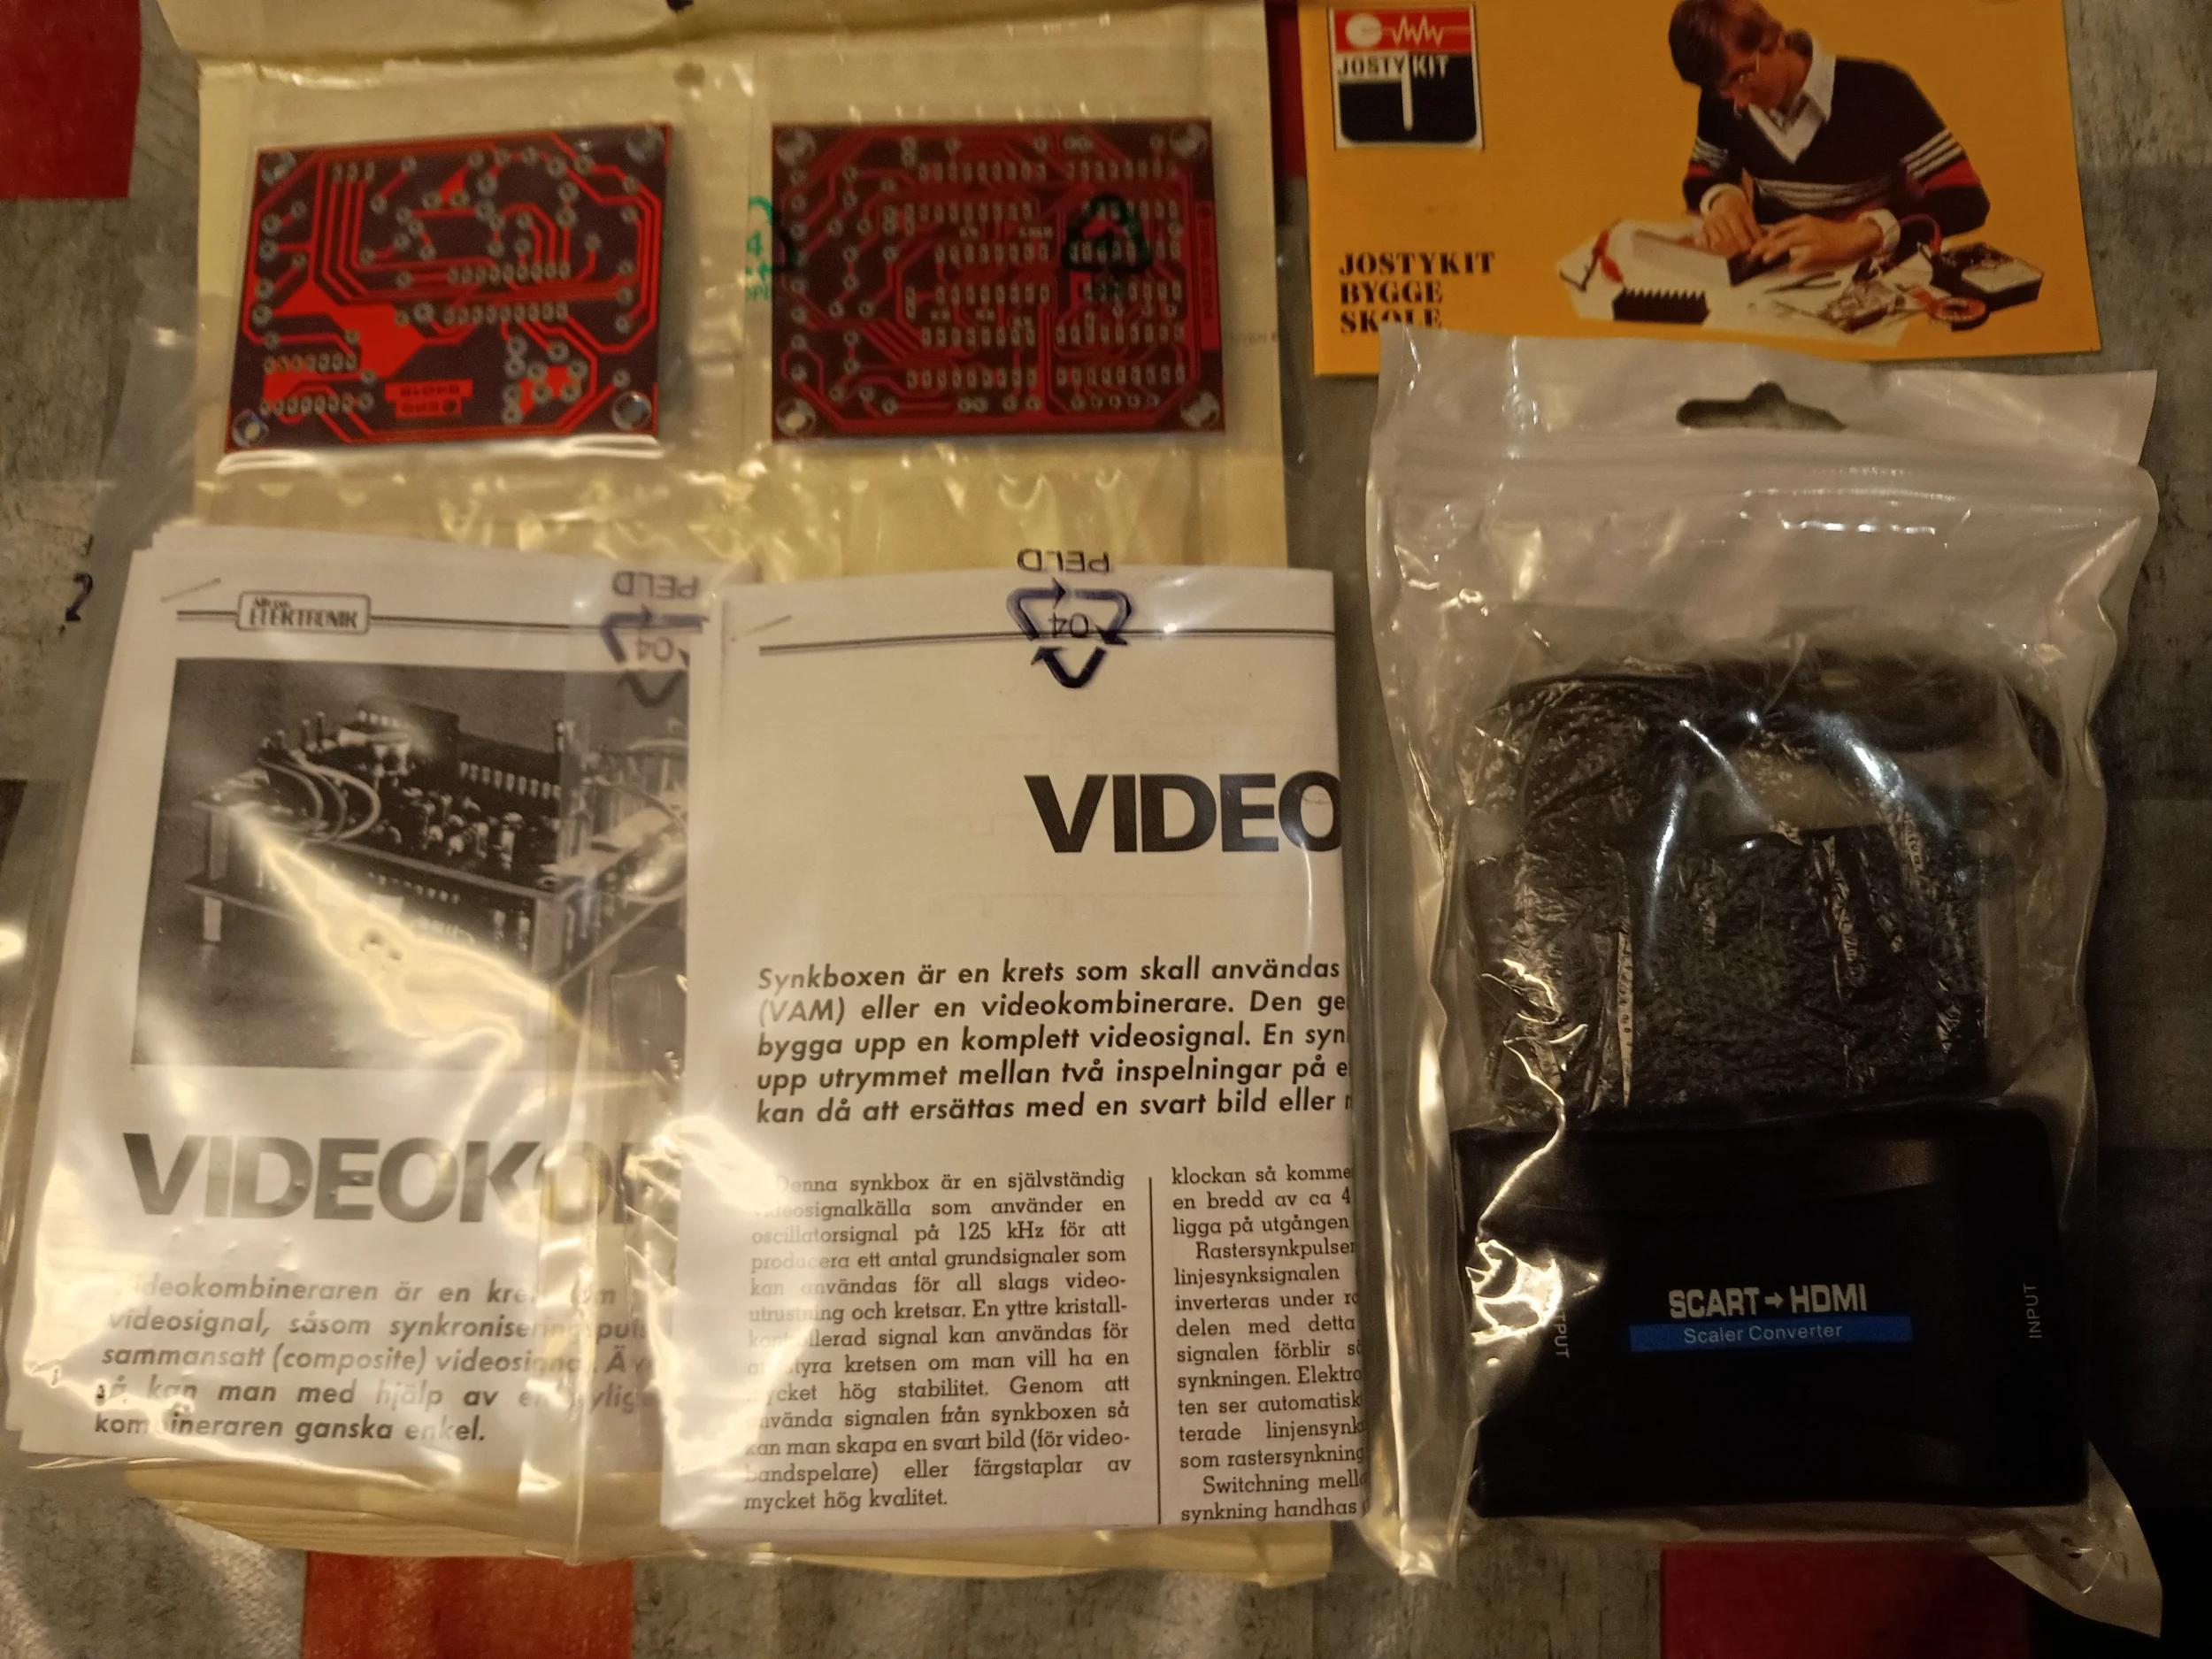 JOSTYKIT
JOSTYKIT
BYGGE
SKOLE
PELD
04
PELD
04
Allt om
ELEKTRONIK
VIDEOKO
Videokombineraren är en kre
videosignal, såsom synkronisering
sammansatt (composite) videosignal. Äv
så kan man med hjälp av en
kombineraren ganska enkel.
VIDEO
Synkboxen är en krets som skall användas
(VAM) eller en videokombinerare. Den ge
bygga upp en komplett videosignal. En syn
upp utrymmet mellan två inspelningar på e
kan då att ersättas med en svart bild eller
Denna synkbox är en självständig
videosignalkälla som använder en
oscillatorsignal på 125 kHz för att
producera ett antal grundsignaler som
kan användas för all slags video-
utrustning och kretsar. En yttre kristall-
kontrollerad signal kan användas för
att styra kretsen om man vill ha en
mycket hög stabilitet. Genom att
använda signalen från synkboxen så
kan man skapa en svart bild (för video-
bandspelare) eller färgstaplar av
mycket hög kvalitet.
klockan så komme
en bredd av ca 4
ligga på utgången
Rastersynkpulser
linjesynksignalen
inverteras under
delen med detta
signalen förblir
synkningen. Elektro
ten ser automatisk
terade linjensynk
som rastersynkning
Switchning mell
synkning handhas
SCART→HDMI
Scaler Converter
TPUT
INPUT